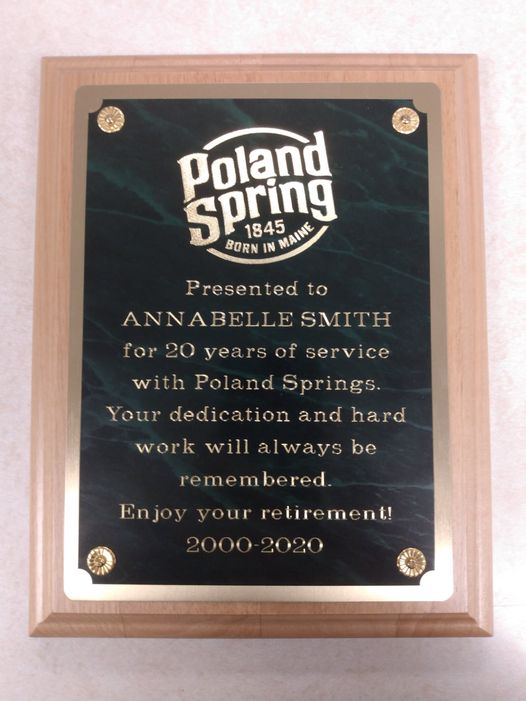 Poland
Spring
1845
BORN IN MAINE
Presented to
ANNABELLE SMITH
for 20 years of service
with Poland Springs.
Your dedication and hard
work will always be
remembered.
Enjoy your retirement!
2000-2020